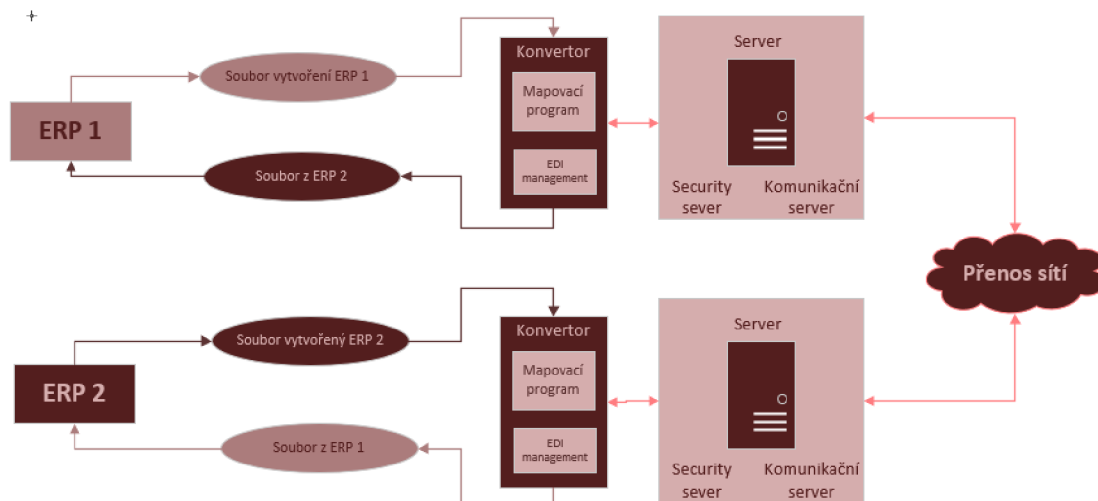 Soubor vytvoření ERP 1
ERP 1
Soubor z ERP 2
Konvertor
Mapovací
program
EDI
management
Server
Security
sever
Komunikační
server
Přenos sítí
Soubor vytvořený ERP 2
ERP 2
Soubor z ERP 1
Konvertor
Mapovací
program
EDI
management
Server
Security
sever
Komunikační
server